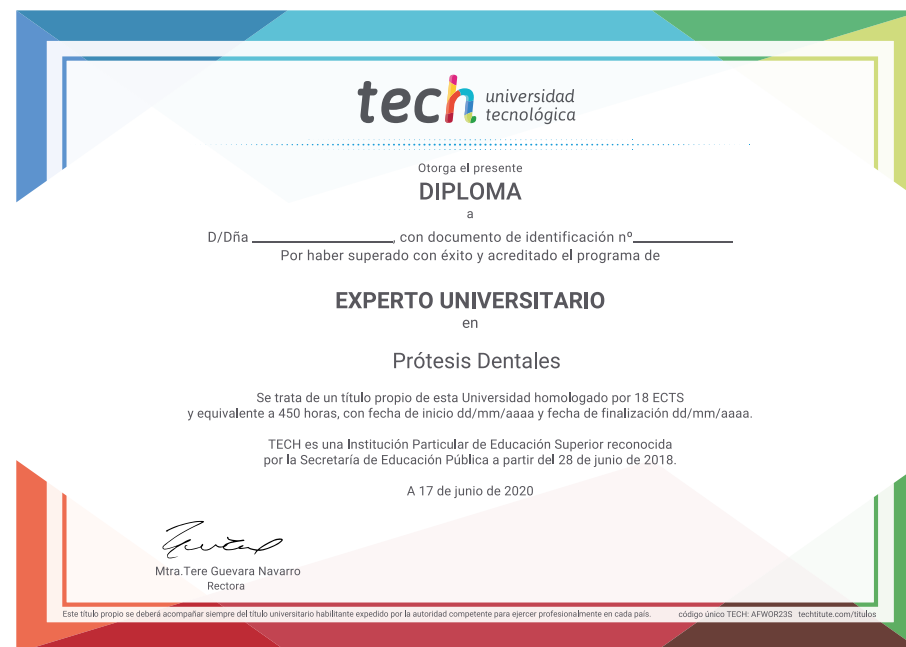 tech universidad
tecnológica
Otorga el presente
DIPLOMA
a
D/Dña ____________________, con documento de identificación nº______________
Por haber superado con éxito y acreditado el programa de
EXPERTO UNIVERSITARIO
en
Prótesis Dentales
Se trata de un título propio de esta Universidad homologado por 18 ECTS
y equivalente a 450 horas, con fecha de inicio dd/mm/aaaa y fecha de finalización dd/mm/aaaa.
TECH es una Institución Particular de Educación Superior reconocida
por la Secretaría de Educación Pública a partir del 28 de junio de 2018.
A 17 de junio de 2020
Mtra.Tere Guevara Navarro
Rectora
Este título propio se deberá acompañar siempre del título universitario habilitante expedido por la autoridad competente para ejercer profesionalmente en cada país. código único TECH: AFWOR23S techtitute.com/titulos